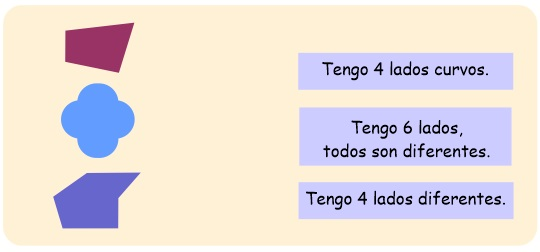 Tengo 4 lados curvos.
Tengo 6 lados,
todos son diferentes.
Tengo 4 lados diferentes.